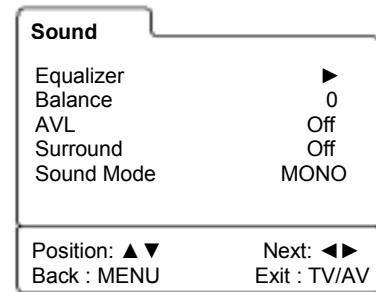 Sound
Equalizer ►
Balance 0
AVL Off
Surround Off
Sound Mode MONO
Position: ▲▼ Next: ◄►
Back : MENU Exit : TV/AV